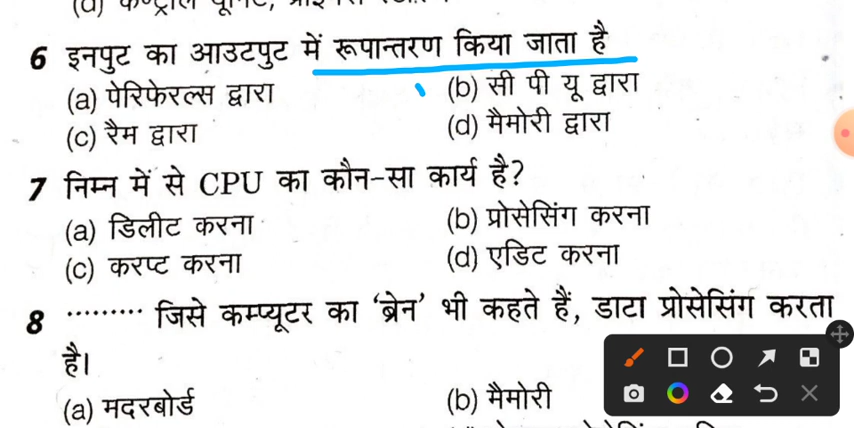 6 इनपुट का आउटपुट में रूपान्तरण किया जाता है
(a) पेरिफेरल्स द्वारा (b) सी पी यू द्वारा
(c) रैम द्वारा (d) मैमोरी द्वारा
7 निम्न में से CPU का कौन-सा कार्य है?
(a) डिलीट करना (b) प्रोसेसिंग करना
(c) करप्ट करना (d) एडिट करना
8 ......... जिसे कम्प्यूटर का ‘ब्रेन’ भी कहते हैं, डाटा प्रोसेसिंग करता
है।
(a) मदरबोर्ड (b) मैमोरी